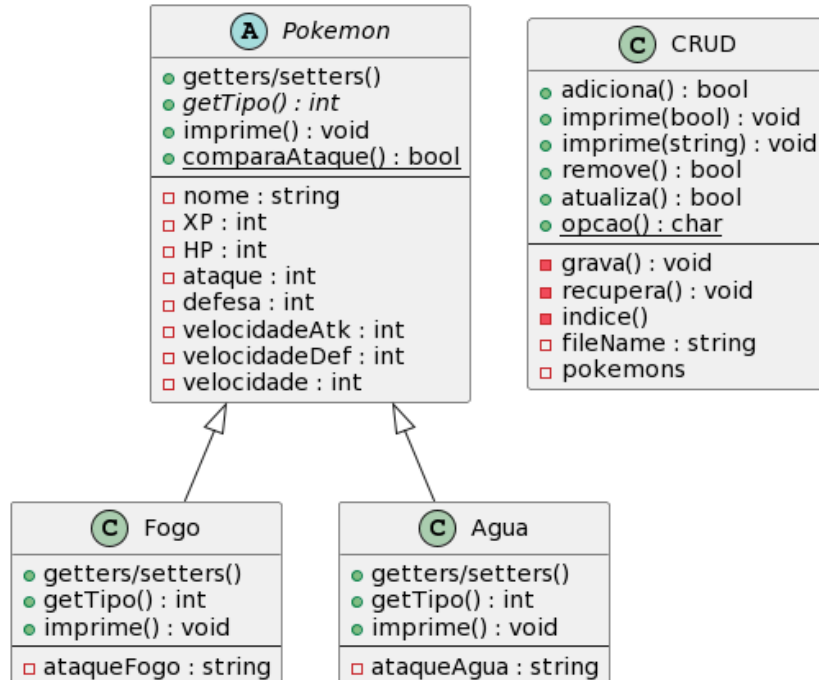 A Pokemon
getters/setters()
getTipo() : int
imprime() : void
comparaAtaque() : bool
nome : string
XP : int
HP : int
ataque : int
defesa : int
velocidadeAtk : int
velocidadeDef : int
velocidade : int
C CRUD
adiciona() : bool
imprime(bool) : void
imprime(string) : void
remove() : bool
atualiza() : bool
opcao() : char
grava() : void
recupera() : void
indice()
fileName : string
pokemons
C Fogo
getters/setters()
getTipo() : int
imprime() : void
ataqueFogo : string
C Agua
getters/setters()
getTipo() : int
imprime() : void
ataqueAgua : string